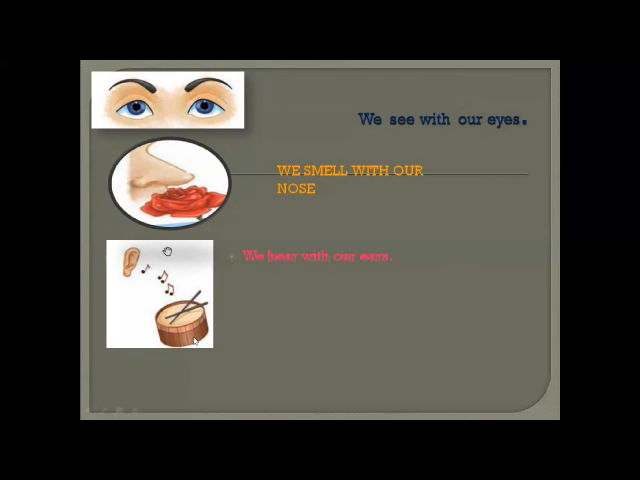 We see with our eyes.
WE SMELL WITH OUR
NOSE
We hear with our ears.